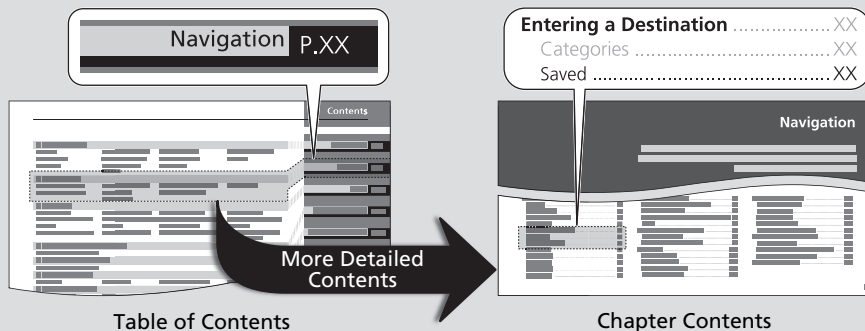 Navigation P.XX
Entering a Destination ............... XX
Categories ............................... XX
Saved ...................................... XX
Contents
Navigation
More Detailed
Contents
Table of Contents
Chapter Contents